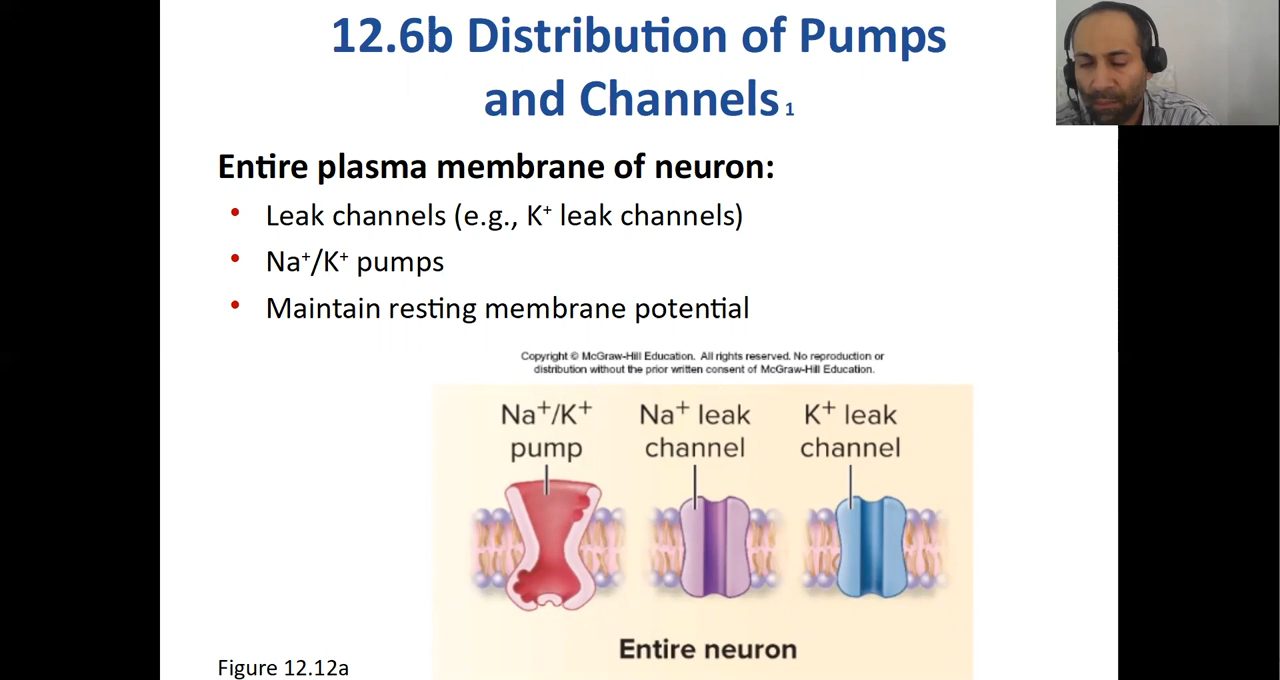 12.6b Distribution of Pumps
and Channels 1
Entire plasma membrane of neuron:
• Leak channels (e.g., K⁺ leak channels)
• Na⁺/K⁺ pumps
• Maintain resting membrane potential
Copyright © McGraw-Hill Education. All rights reserved. No reproduction or
distribution without the prior written consent of McGraw-Hill Education.
Na⁺/K⁺
pump
Na⁺ leak
channel
K⁺ leak
channel
Entire neuron
Figure 12.12a